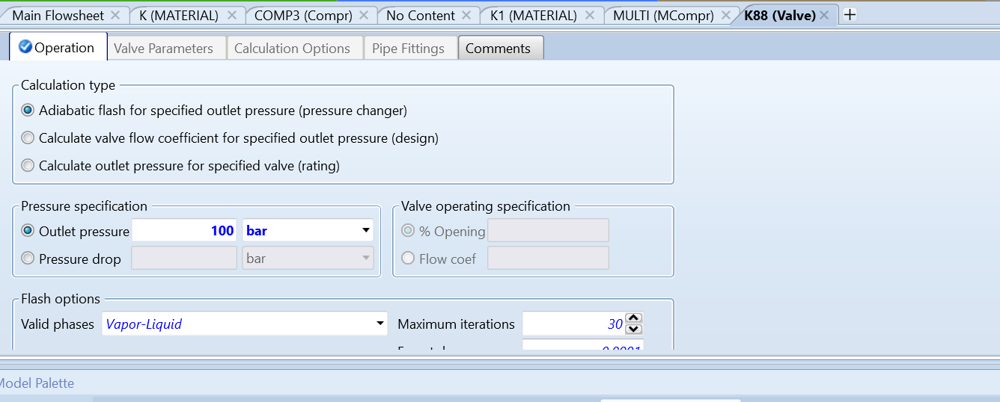 Main Flowsheet K (MATERIAL) COMP3 (Compr) No Content K1 (MATERIAL) MULTI (MCompr) K88 (Valve)
Operation Valve Parameters Calculation Options Pipe Fittings Comments
Calculation type
Adiabatic flash for specified outlet pressure (pressure changer)
Calculate valve flow coefficient for specified outlet pressure (design)
Calculate outlet pressure for specified valve (rating)
Pressure specification Valve operating specification
Outlet pressure 100 bar % Opening
Pressure drop bar Flow coef
Flash options
Valid phases Vapor-Liquid Maximum iterations 30
0.0001
Model Palette